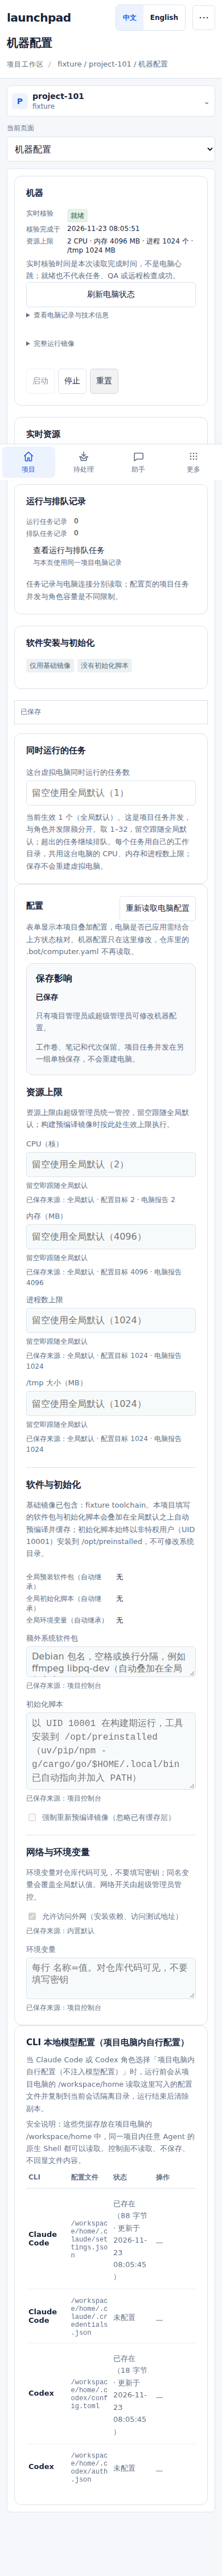 launchpad
中文
English
⋯
机器配置
项目工作区 / fixture / project-101 / 机器配置
P
project-101
fixture
当前页面
机器配置
机器
实时核验 就绪
核验完成于 2026-11-23 08:05:51
资源上限 2 CPU · 内存 4096 MB · 进程 1024 个 ·
/tmp 1024 MB
实时核验时间是本次读取完成时间，不是电脑心
跳；就绪也不代表任务、QA 或远程检查成功。
刷新电脑状态
查看电脑记录与技术信息
完整运行镜像
启动
停止
重置
实时资源
项目
待处理
助手
更多
运行与排队记录
运行任务记录 0
排队任务记录 0
查看运行与排队任务
与本页使用同一项目电脑记录
任务记录与电脑连接分别读取；配置页的项目任务
并发与角色容量是不同限制。
软件安装与初始化
仅用基础镜像
没有初始化脚本
已保存
同时运行的任务
这台虚拟电脑同时运行的任务数
留空使用全局默认（1）
当前生效 1 个（全局默认）。这是项目任务并发，
与角色并发限额分开。取 1–32，留空跟随全局默
认；超出的任务继续排队。每个任务用自己的工作
目录，共用这台电脑的 CPU、内存和进程数上限；
保存不会重建虚拟电脑。
配置
重新读取电脑配置
表单显示本项目叠加配置，电脑是否已应用需结合
上方状态核对。机器配置只在这里修改，仓库里的
.bot/computer.yaml 不再读取。
保存影响
已保存
只有项目管理员或超级管理员可修改机器配
置。
工作卷、笔记和代次保留。项目任务并发在另
一组单独保存，不会重建电脑。
资源上限
资源上限由超级管理员统一管控，留空跟随全局默
认；构建预编译镜像时按此处生效上限执行。
CPU（核）
留空使用全局默认（2）
留空即跟随全局默认
已保存来源：全局默认 · 配置目标 2 · 电脑报告 2
内存（MB）
留空使用全局默认（4096）
留空即跟随全局默认
已保存来源：全局默认 · 配置目标 4096 · 电脑报告
4096
进程数上限
留空使用全局默认（1024）
留空即跟随全局默认
已保存来源：全局默认 · 配置目标 1024 · 电脑报告
1024
/tmp 大小（MB）
留空使用全局默认（1024）
留空即跟随全局默认
已保存来源：全局默认 · 配置目标 1024 · 电脑报告
1024
软件与初始化
基础镜像已包含：fixture toolchain。本项目填写
的软件包与初始化脚本会叠加在全局默认之上自动
预编译并缓存；初始化脚本始终以非特权用户（UID
10001）安装到 /opt/preinstalled，不可修改系统
目录。
全局预装软件包（自动继
承） 无
全局初始化脚本（自动继
承） 无
全局环境变量（自动继承） 无
额外系统软件包
Debian 包名，空格或换行分隔，例如
ffmpeg libpq-dev（自动叠加在全局
已保存来源：项目控制台
初始化脚本
以 UID 10001 在构建期运行，工具
安装到 /opt/preinstalled
（uv/pip/npm -
g/cargo/go/$HOME/.local/bin
已自动指向并加入 PATH）
已保存来源：项目控制台
强制重新预编译镜像（忽略已有缓存层）
网络与环境变量
环境变量对仓库代码可见，不要填写密钥；同名变
量会覆盖全局默认值。网络开关由超级管理员管
控。
允许访问外网（安装依赖、访问测试地址）
已保存来源：内置默认
环境变量
每行 名称=值。对仓库代码可见，不要
填写密钥
已保存来源：项目控制台
CLI 本地模型配置（项目电脑内自行配置）
当 Claude Code 或 Codex 角色选择「项目电脑内
自行配置（不注入模型配置）」时，运行前会从项
目电脑的 /workspace/home 读取这里写入的配置
文件并复制到当前会话隔离目录，运行结束后清除
副本。
安全说明：这些凭据存放在项目电脑的
/workspace/home 中，同一项目内任意 Agent 的
原生 Shell 都可以读取。控制面不读取、不保存、
不回显文件内容。
CLI 配置文件 状态 操作
Claude
Code
/workspac
e/home/.c
laude/set
tings.jso
n
已存在
（88 字节
· 更新于
2026-11-
23
08:05:45
）
—
Claude
Code
/workspac
e/home/.c
laude/.cr
edentials
.json
未配置
—
Codex
/workspac
e/home/.c
odex/conf
ig.toml
已存在
（18 字节
· 更新于
2026-11-
23
08:05:45
）
—
Codex
/workspac
e/home/.c
odex/auth
.json
未配置
—